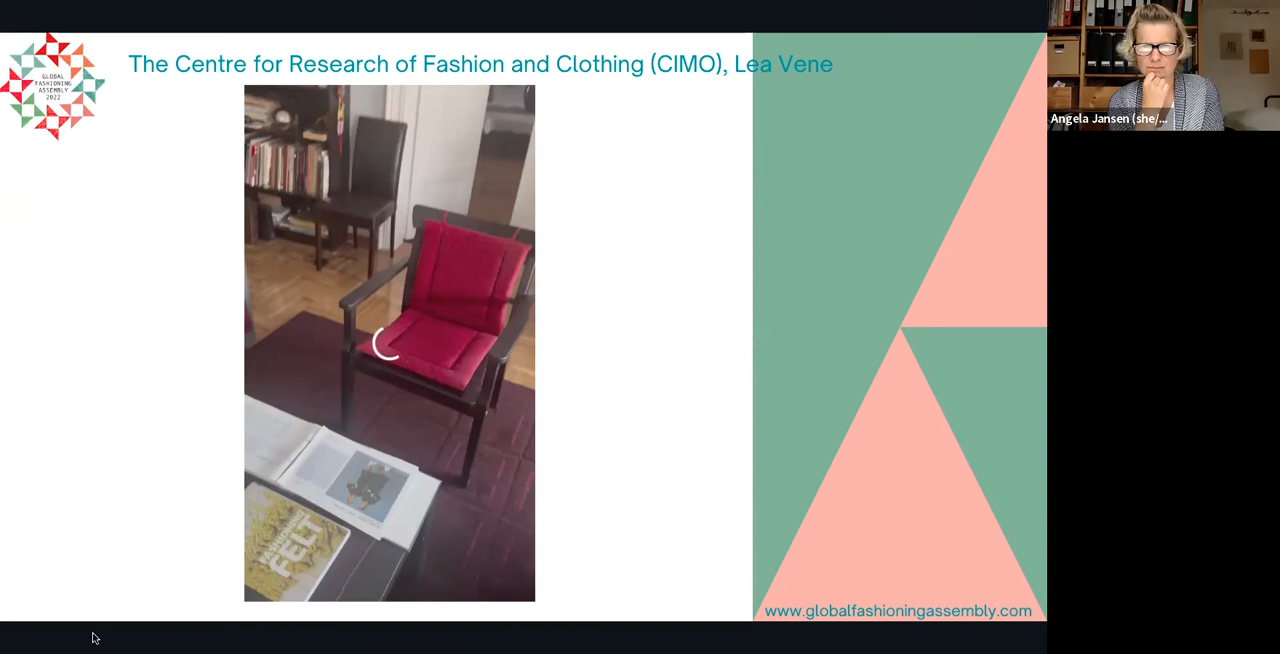 The Centre for Research of Fashion and Clothing (CIMO), Lea Vene
GLOBAL
FASHIONING
ASSEMBLY
2022
Angela Jansen (she/...
FASHIONING
FELT
www.globalfashioningassembly.com